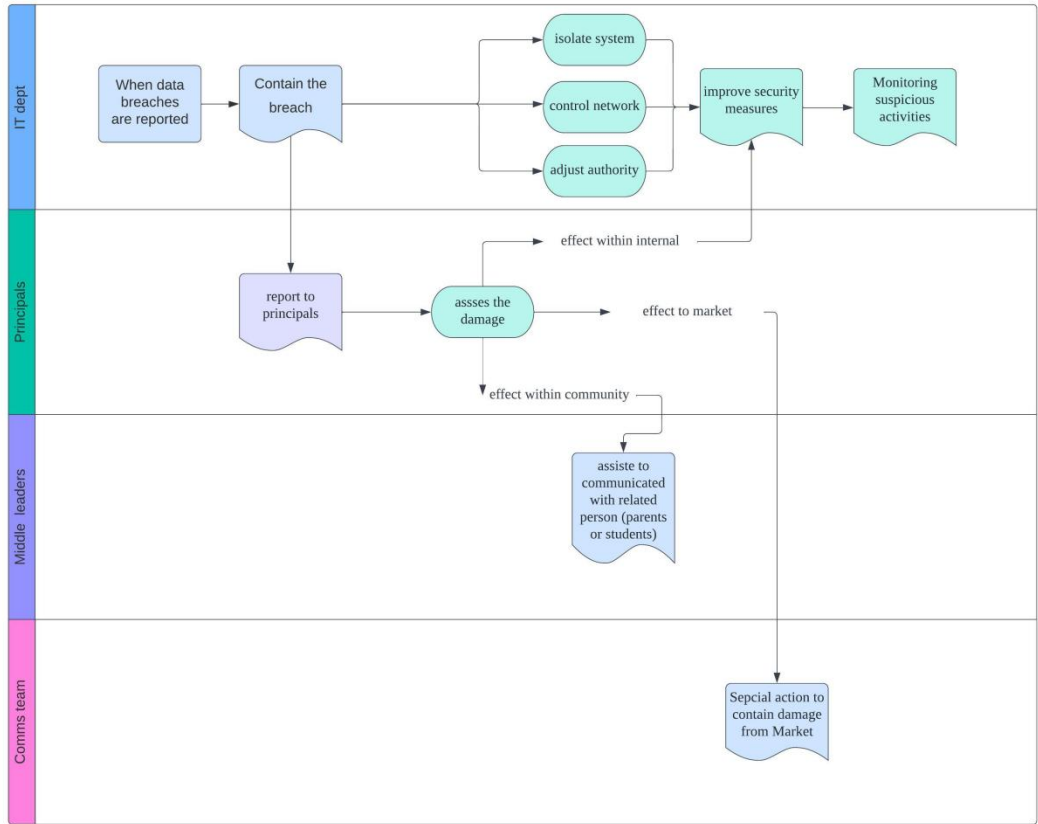 IT dept
When data
breaches
are reported
Contain the
breach
isolate system
control network
adjust authority
improve security
measures
Monitoring
suspicious
activities
Principals
report to
principals
assses the
damage
effect within internal
effect to market
effect within community
Middle leaders
assiste to
communicated
with related
person (parents
or students)
Comms team
Sepcial action to
contain damage
from Market